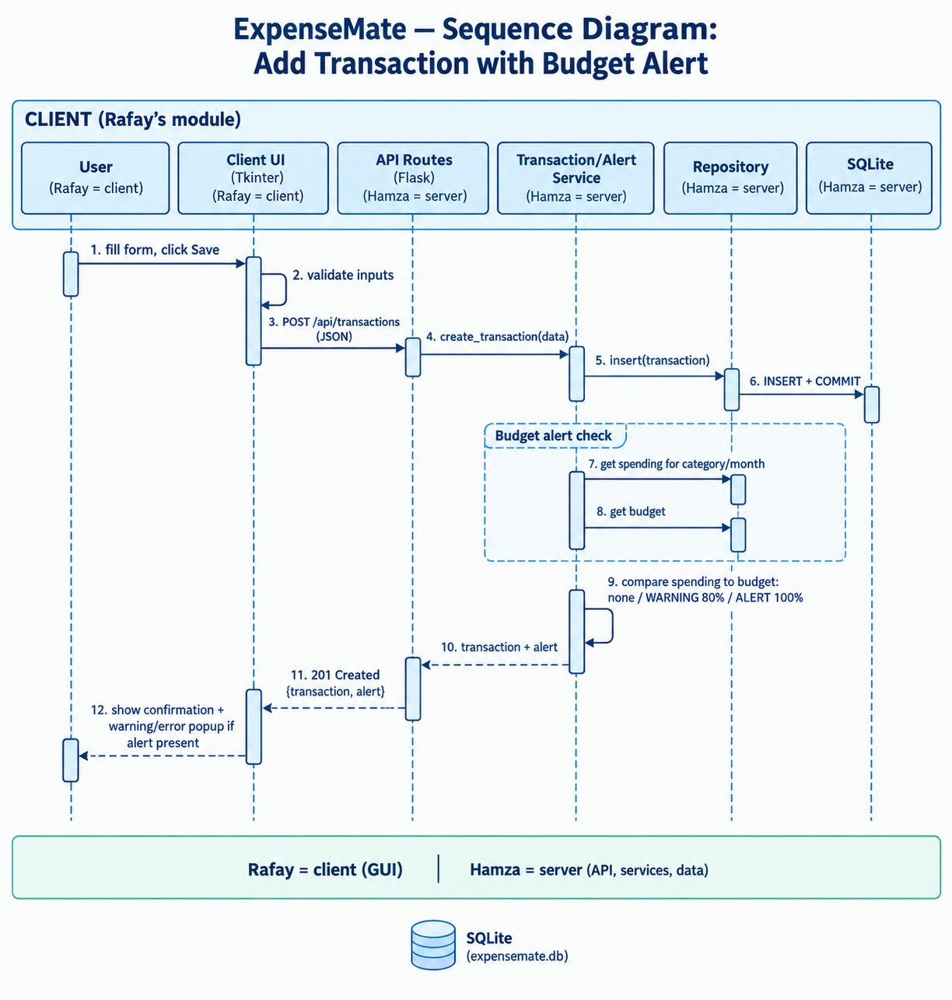 ExpenseMate – Sequence Diagram:
Add Transaction with Budget Alert
CLIENT (Rafay's module)
User
(Rafay = client)
Client UI
(Tkinter)
(Rafay = client)
API Routes
(Flask)
(Hamza = server)
Transaction/Alert
Service
(Hamza = server)
Repository
(Hamza = server)
SQLite
(Hamza = server)
1. fill form, click Save
2. validate inputs
3. POST /api/transactions
(JSON)
4. create_transaction(data)
5. insert(transaction)
6. INSERT + COMMIT
Budget alert check
7. get spending for category/month
8. get budget
9. compare spending to budget:
none / WARNING 80% / ALERT 100%
10. transaction + alert
11. 201 Created
{transaction, alert}
12. show confirmation +
warning/error popup if
alert present
Rafay = client (GUI)
Hamza = server (API, services, data)
SQLite
(expensemate.db)